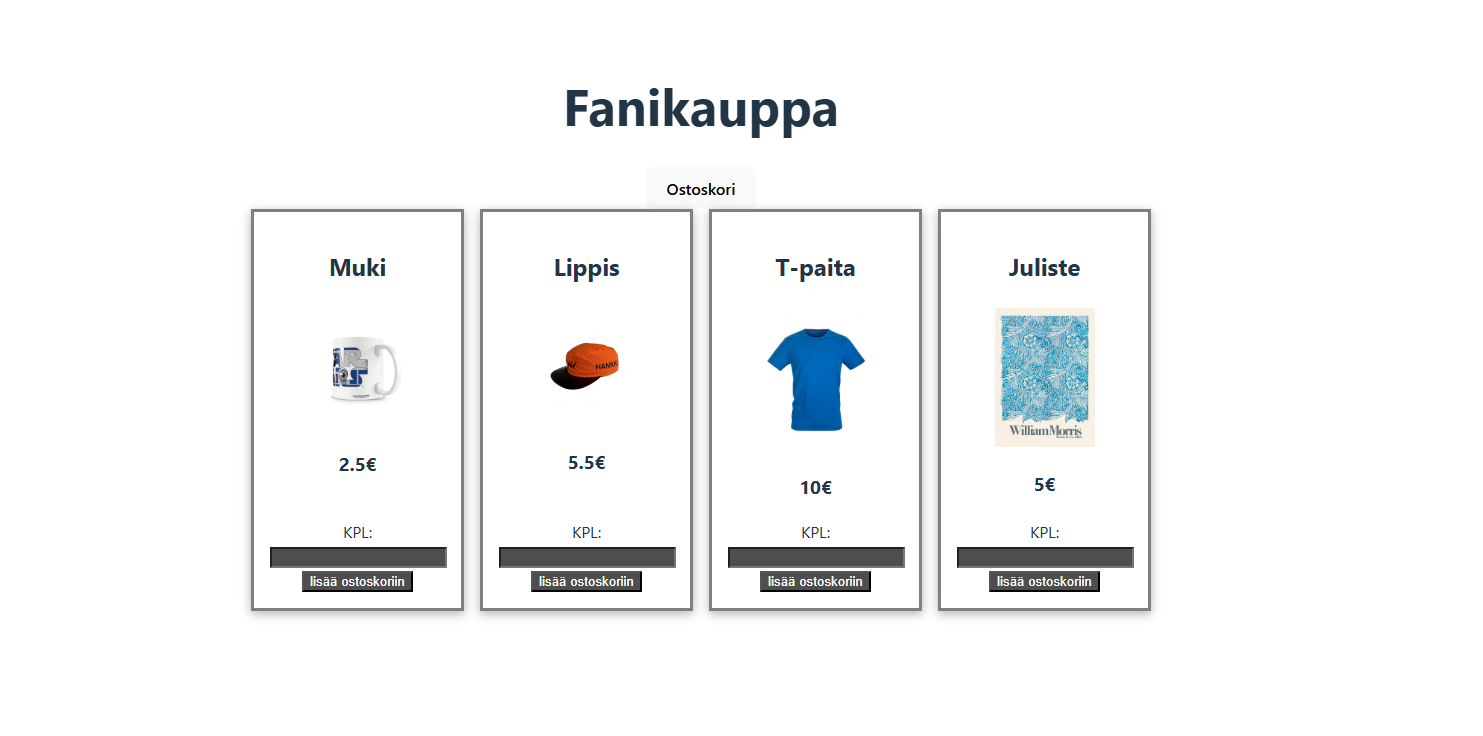 Fanikauppa
Ostoskori
Muki
2.5€
KPL:
lisää ostoskoriin
Lippis
HANKK
5.5€
KPL:
lisää ostoskoriin
T-paita
10€
KPL:
lisää ostoskoriin
Juliste
William Morris
5€
KPL:
lisää ostoskoriin